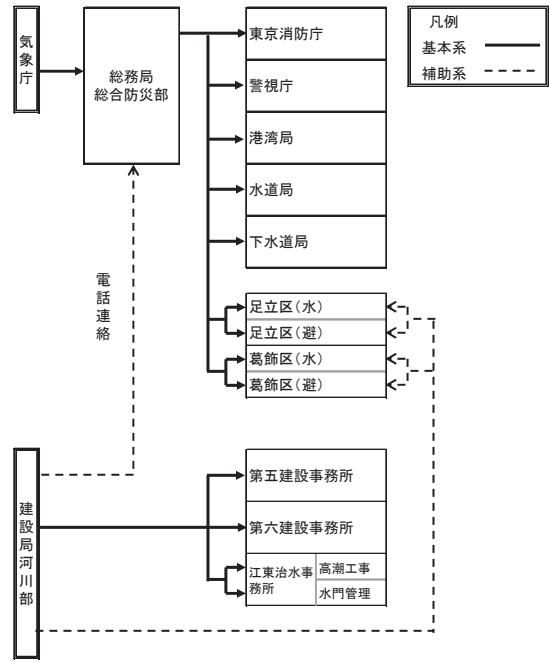 気象庁
総務局
総合防災部
東京消防庁
警視庁
港湾局
水道局
下水道局
足立区(水)
足立区(避)
葛飾区(水)
葛飾区(避)
凡例
基本系
補助系
電話連絡
建設局河川部
第五建設事務所
第六建設事務所
江東治水事
務所
高潮工事
水門管理